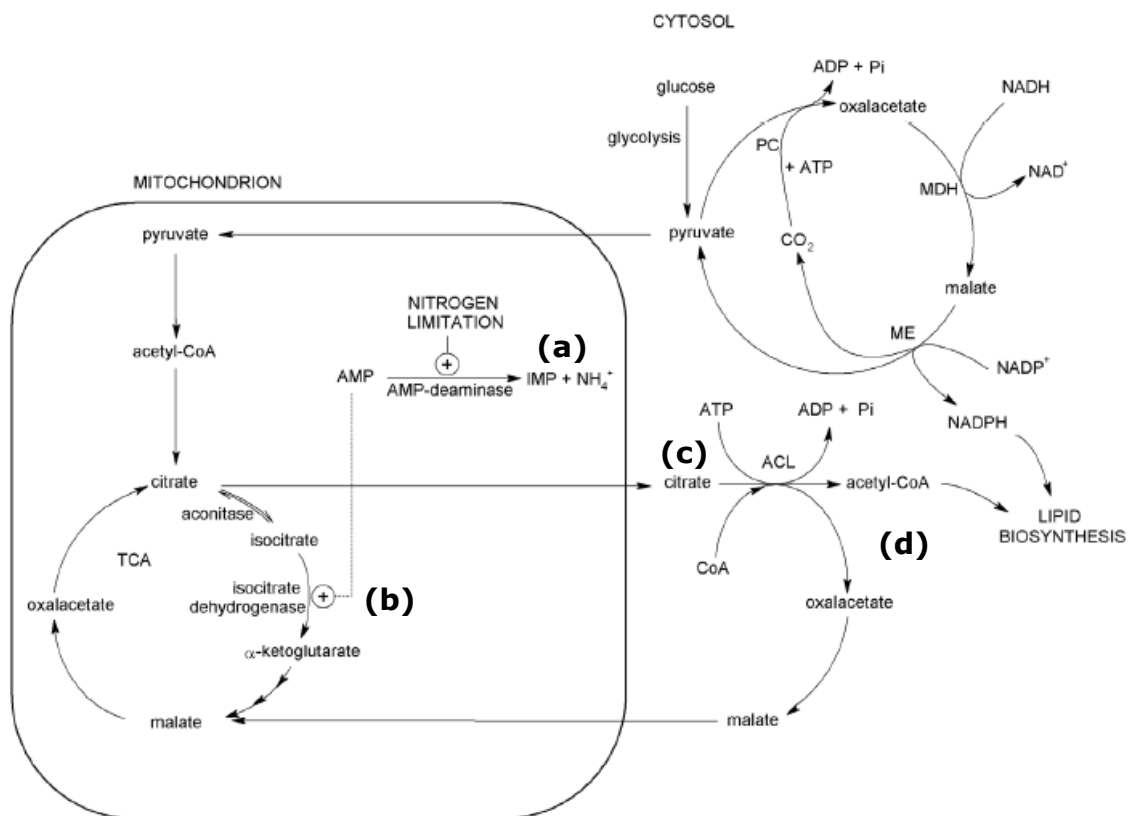 CYTOSOL
ADP + Pi
glucose
NADH
oxalacetate
glycolysis
PC
+ ATP
MDH
NAD⁺
MITOCHONDRION
pyruvate
pyruvate
CO₂
malate
NITROGEN
LIMITATION
ME
+
(a)
acetyl-CoA
AMP
IMP + NH₄⁺
AMP-deaminase
NADP⁺
ATP
ADP + Pi
NADPH
(c)
ACL
citrate
citrate
acetyl-CoA
aconitase
isocitrate
LIPID
BIOSYNTHESIS
(d)
TCA
CoA
isocitrate
dehydrogenase
+
(b)
oxalacetate
oxalacetate
α-ketoglutarate
malate
malate